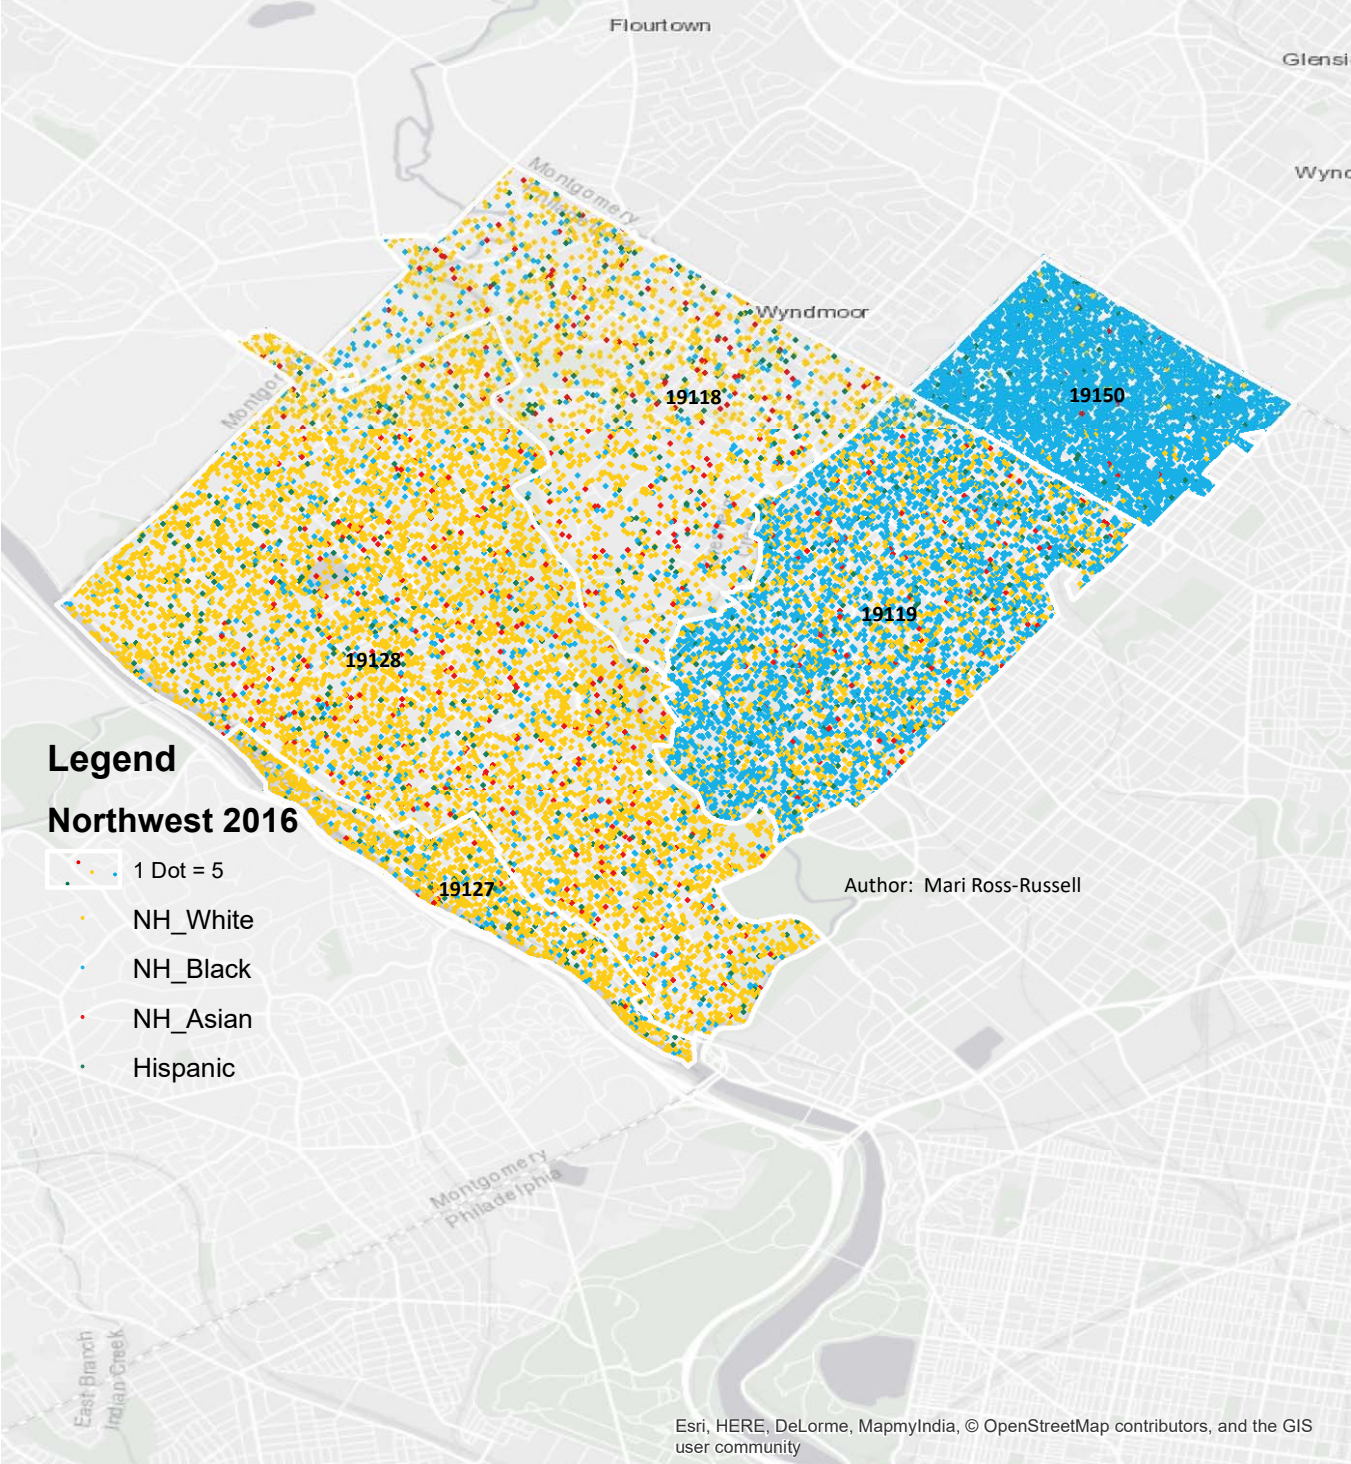 Flourtown
Glensi
Wync
Montgomery
Wyndmoor
19150
19118
Montgo
19119
19128
Legend
Northwest 2016
1 Dot = 5
19127
Author: Mari Ross-Russell
NH_White
NH_Black
NH_Asian
Hispanic
Montgomery
Philadelphia
East Branch
Indian Creek
Esri, HERE, DeLorme, MapmyIndia, © OpenStreetMap contributors, and the GIS
user community